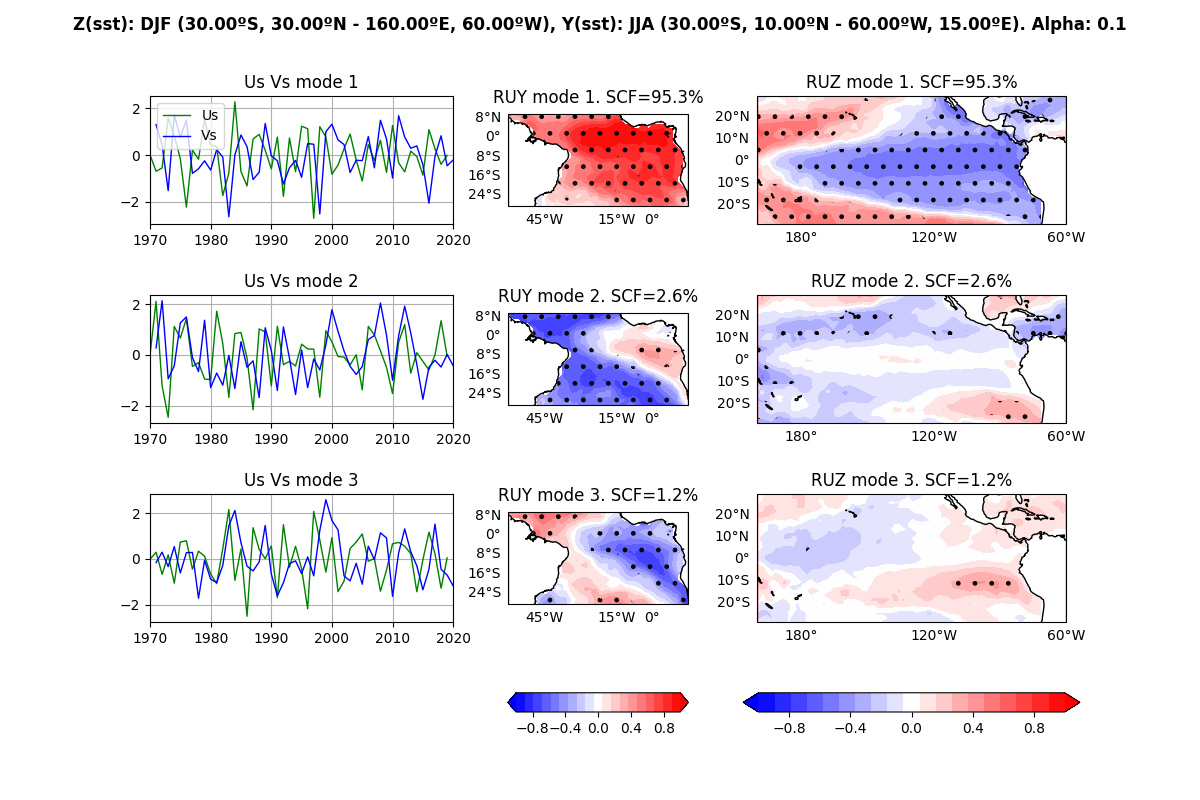 Z(sst): DJF (30.00ºS, 30.00ºN - 160.00ºE, 60.00ºW), Y(sst): JJA (30.00ºS, 10.00ºN - 60.00ºW, 15.00ºE). Alpha: 0.1
Us Vs mode 1
RUY mode 1. SCF=95.3%
RUZ mode 1. SCF=95.3%
Us
Vs
2
0
−2
1970 1980 1990 2000 2010 2020
8°N
0°
8°S
16°S
24°S
45°W 15°W 0°
20°N
10°N
0°
10°S
20°S
180° 120°W 60°W
Us Vs mode 2
RUY mode 2. SCF=2.6%
RUZ mode 2. SCF=2.6%
2
0
−2
1970 1980 1990 2000 2010 2020
8°N
0°
8°S
16°S
24°S
45°W 15°W 0°
20°N
10°N
0°
10°S
20°S
180° 120°W 60°W
Us Vs mode 3
RUY mode 3. SCF=1.2%
RUZ mode 3. SCF=1.2%
2
0
−2
1970 1980 1990 2000 2010 2020
8°N
0°
8°S
16°S
24°S
45°W 15°W 0°
20°N
10°N
0°
10°S
20°S
180° 120°W 60°W
−0.8 −0.4 0.0 0.4 0.8
−0.8 −0.4 0.0 0.4 0.8